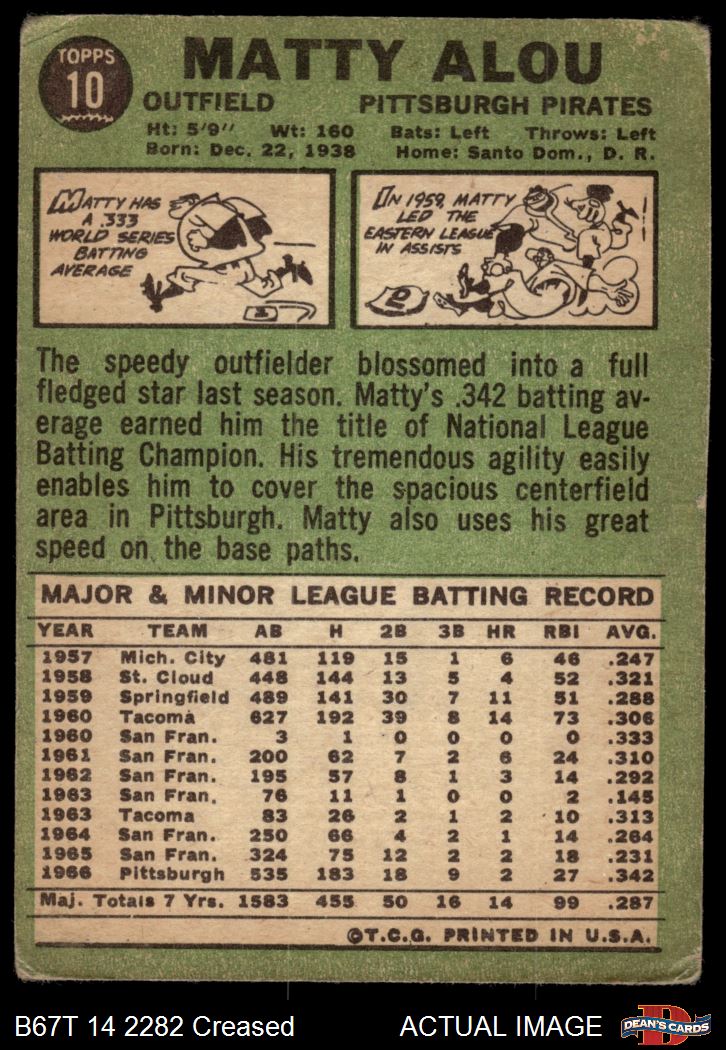 TOPPS
10
MATTY ALOU
OUTFIELD PITTSBURGH PIRATES
Ht: 5'9" Wt: 160 Bats: Left Throws: Left
Born: Dec. 22, 1938 Home: Santo Dom., D. R.
MATTY HAS
A .333
WORLD SERIES
BATTING
AVERAGE
IN 1959, MATTY
LED THE
EASTERN LEAGUE
IN ASSISTS
The speedy outfielder blossomed into a full
fledged star last season. Matty's .342 batting av-
erage earned him the title of National League
Batting Champion. His tremendous agility easily
enables him to cover the spacious centerfield
area in Pittsburgh. Matty also uses his great
speed on the base paths.
MAJOR & MINOR LEAGUE BATTING RECORD
YEAR TEAM AB H 2B 3B HR RBI AVG.
1957 Mich. City 481 119 15 1 6 46 .247
1958 St. Cloud 448 144 13 5 4 52 .321
1959 Springfield 489 141 30 7 11 51 .288
1960 Tacoma 627 192 39 8 14 73 .306
1960 San Fran. 3 1 0 0 0 0 .333
1961 San Fran. 200 62 7 2 6 24 .310
1962 San Fran. 195 57 8 1 3 14 .292
1963 San Fran. 76 11 1 0 0 2 .145
1963 Tacoma 83 26 2 1 2 10 .313
1964 San Fran. 250 66 4 2 1 14 .264
1965 San Fran. 324 75 12 2 2 18 .231
1966 Pittsburgh 535 183 18 9 2 27 .342
Maj. Totals 7 Yrs. 1583 455 50 16 14 99 .287
©T.C.G. PRINTED IN U.S.A.
B67T 14 2282 Creased ACTUAL IMAGE
DEAN'S CARDS